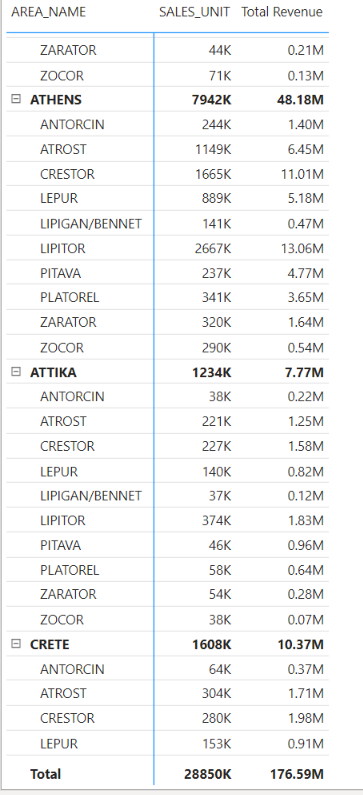 AREA_NAME SALES_UNIT Total Revenue
ZARATOR 44K 0.21M
ZOCOR 71K 0.13M
ATHENS 7942K 48.18M
ANTORCIN 244K 1.40M
ATROST 1149K 6.45M
CRESTOR 1665K 11.01M
LEPUR 889K 5.18M
LIPIGAN/BENNET 141K 0.47M
LIPITOR 2667K 13.06M
PITAVA 237K 4.77M
PLATOREL 341K 3.65M
ZARATOR 320K 1.64M
ZOCOR 290K 0.54M
ATTIKA 1234K 7.77M
ANTORCIN 38K 0.22M
ATROST 221K 1.25M
CRESTOR 227K 1.58M
LEPUR 140K 0.82M
LIPIGAN/BENNET 37K 0.12M
LIPITOR 374K 1.83M
PITAVA 46K 0.96M
PLATOREL 58K 0.64M
ZARATOR 54K 0.28M
ZOCOR 38K 0.07M
CRETE 1608K 10.37M
ANTORCIN 64K 0.37M
ATROST 304K 1.71M
CRESTOR 280K 1.98M
LEPUR 153K 0.91M
Total 28850K 176.59M